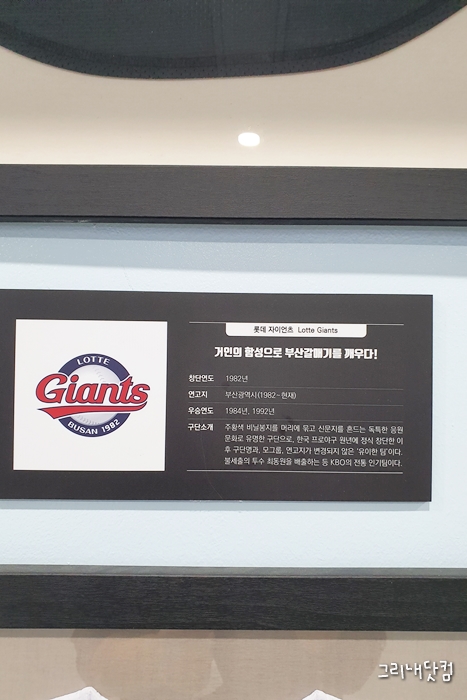 LOTTE
Giants
BUSAN 1982
롯데 자이언츠 Lotte Giants
거인의 함성으로 부산갈매기를 깨우다!
창단연도 1982년
연고지 부산광역시(1982-현재)
우승연도 1984년, 1992년
구단소개 주황색 비닐봉지를 머리에 묶고 신문지를 흔드는 독특한 응원
문화로 유명한 구단으로, 한국 프로야구 원년에 정식 창단한 이
후 구단명과, 모그룹, 연고지가 변경되지 않은 '유이한 팀'이다.
불세출의 투수 최동원을 배출하는 등 KBO의 전통 인기팀이다.
그리내닷컴